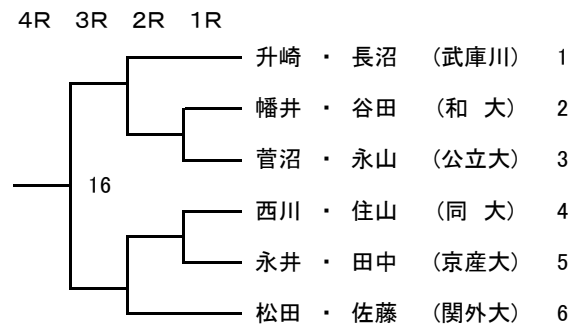 4R 3R 2R 1R
升崎 ・ 長沼 (武庫川) 1
幡井 ・ 谷田 (和 大) 2
菅沼 ・ 永山 (公立大) 3
16
西川 ・ 住山 (同 大) 4
永井 ・ 田中 (京産大) 5
松田 ・ 佐藤 (関外大) 6